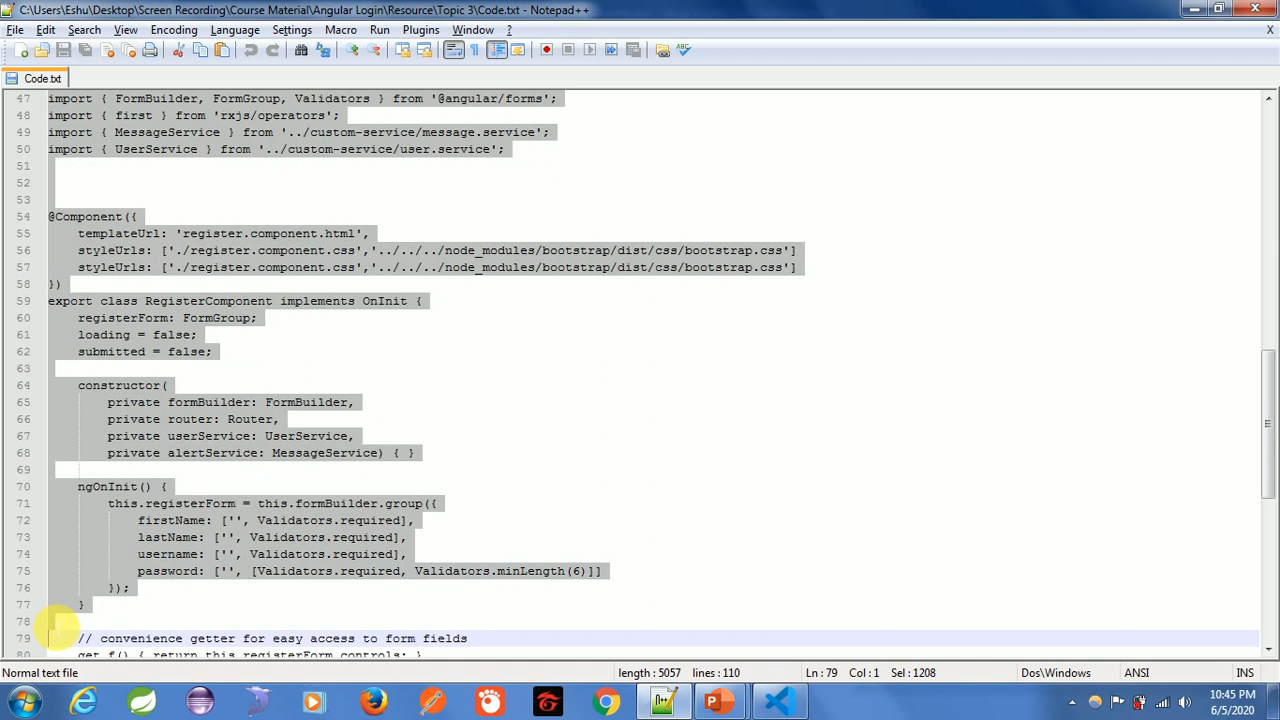 C:\Users\Eshu\Desktop\Screen Recording\Course Material\Angular Login\Resource\Topic 3\Code.txt - Notepad++
File Edit Search View Encoding Language Settings Macro Run Plugins Window ? X
Code.txt
47 import { FormBuilder, FormGroup, Validators } from '@angular/forms';
48 import { first } from 'rxjs/operators';
49 import { MessageService } from '../custom-service/message.service';
50 import { UserService } from '../custom-service/user.service';
51
52
53
54 @Component({
55 templateUrl: 'register.component.html',
56 styleUrls: ['./register.component.css','../../../node_modules/bootstrap/dist/css/bootstrap.css']
57 styleUrls: ['./register.component.css','../../../node_modules/bootstrap/dist/css/bootstrap.css']
58 })
59 export class RegisterComponent implements OnInit {
60 registerForm: FormGroup;
61 loading = false;
62 submitted = false;
63
64 constructor(
65 private formBuilder: FormBuilder,
66 private router: Router,
67 private userService: UserService,
68 private alertService: MessageService) { }
69
70 ngOnInit() {
71 this.registerForm = this.formBuilder.group({
72 firstName: ['', Validators.required],
73 lastName: ['', Validators.required],
74 username: ['', Validators.required],
75 password: ['', [Validators.required, Validators.minLength(6)]]
76 });
77 }
78
79 // convenience getter for easy access to form fields
80 get f() { return this.registerForm.controls; }
Normal text file length : 5057 lines : 110 Ln : 79 Col : 1 Sel : 1208 Dos\Windows ANSI INS
10:45 PM
6/5/2020